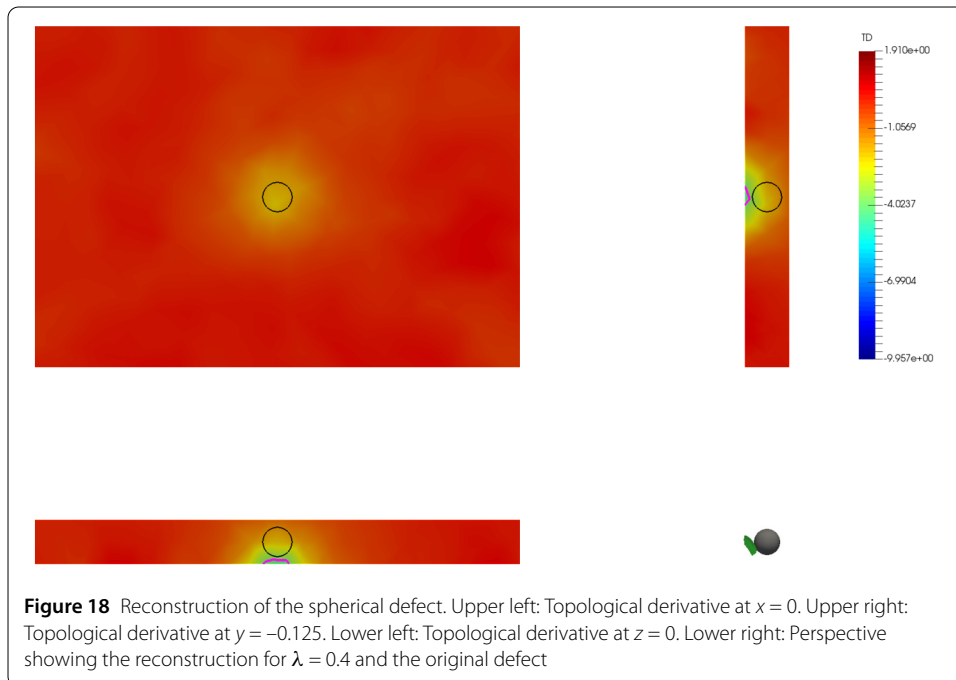 TD
1.910e+00
-1.0569
-4.0237
-6.9904
-9.957e+00
Figure 18 Reconstruction of the spherical defect. Upper left: Topological derivative at x = 0. Upper right:
Topological derivative at y = –0.125. Lower left: Topological derivative at z = 0. Lower right: Perspective
showing the reconstruction for λ = 0.4 and the original defect